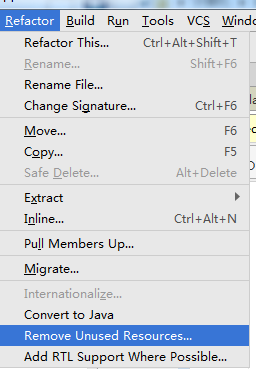 Refactor Build Run Tools VCS
Refactor This... Ctrl+Alt+Shift+T
Rename... Shift+F6
Rename File...
Change Signature... Ctrl+F6
Move... F6
Copy... F5
Safe Delete... Alt+Delete
Extract
Inline... Ctrl+Alt+N
Pull Members Up...
Migrate...
Internationalize...
Convert to Java
Remove Unused Resources...
Add RTL Support Where Possible...